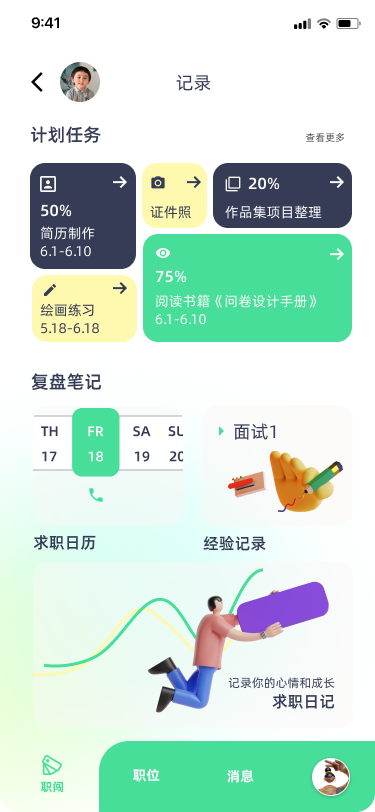 9:41
记录
计划任务
查看更多
50%
简历制作
6.1-6.10
证件照
20%
作品集项目整理
75%
阅读书籍《问卷设计手册》
6.1-6.10
绘画练习
5.18-6.18
复盘笔记
TH FR SA SU
17 18 19 20
面试1
求职日历
经验记录
记录你的心情和成长
求职日记
职闯
职位
消息